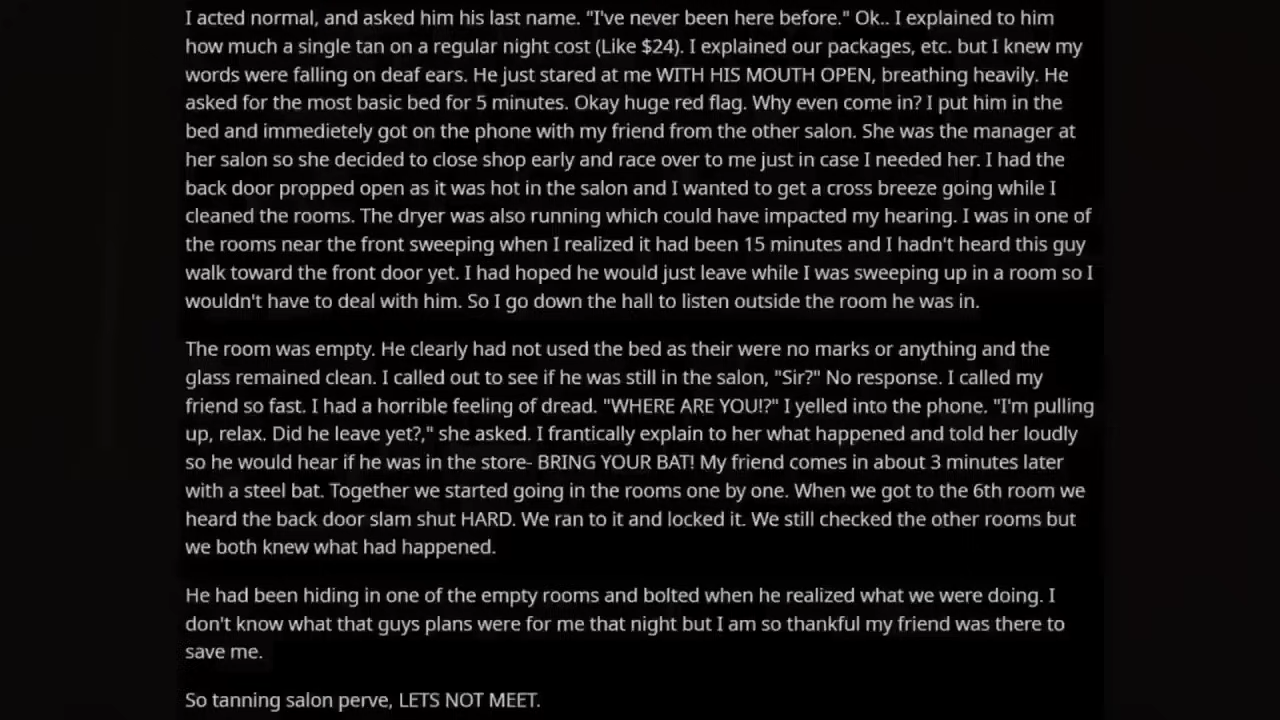 I acted normal, and asked him his last name. "I've never been here before." Ok.. I explained to him
how much a single tan on a regular night cost (Like $24). I explained our packages, etc. but I knew my
words were falling on deaf ears. He just stared at me WITH HIS MOUTH OPEN, breathing heavily. He
asked for the most basic bed for 5 minutes. Okay huge red flag. Why even come in? I put him in the
bed and immedietely got on the phone with my friend from the other salon. She was the manager at
her salon so she decided to close shop early and race over to me just in case I needed her. I had the
back door propped open as it was hot in the salon and I wanted to get a cross breeze going while I
cleaned the rooms. The dryer was also running which could have impacted my hearing. I was in one of
the rooms near the front sweeping when I realized it had been 15 minutes and I hadn't heard this guy
walk toward the front door yet. I had hoped he would just leave while I was sweeping up in a room so I
wouldn't have to deal with him. So I go down the hall to listen outside the room he was in.
The room was empty. He clearly had not used the bed as their were no marks or anything and the
glass remained clean. I called out to see if he was still in the salon, "Sir?" No response. I called my
friend so fast. I had a horrible feeling of dread. "WHERE ARE YOU!?" I yelled into the phone. "I'm pulling
up, relax. Did he leave yet?," she asked. I frantically explain to her what happened and told her loudly
so he would hear if he was in the store- BRING YOUR BAT! My friend comes in about 3 minutes later
with a steel bat. Together we started going in the rooms one by one. When we got to the 6th room we
heard the back door slam shut HARD. We ran to it and locked it. We still checked the other rooms but
we both knew what had happened.
He had been hiding in one of the empty rooms and bolted when he realized what we were doing. I
don't know what that guys plans were for me that night but I am so thankful my friend was there to
save me.
So tanning salon perve, LETS NOT MEET.